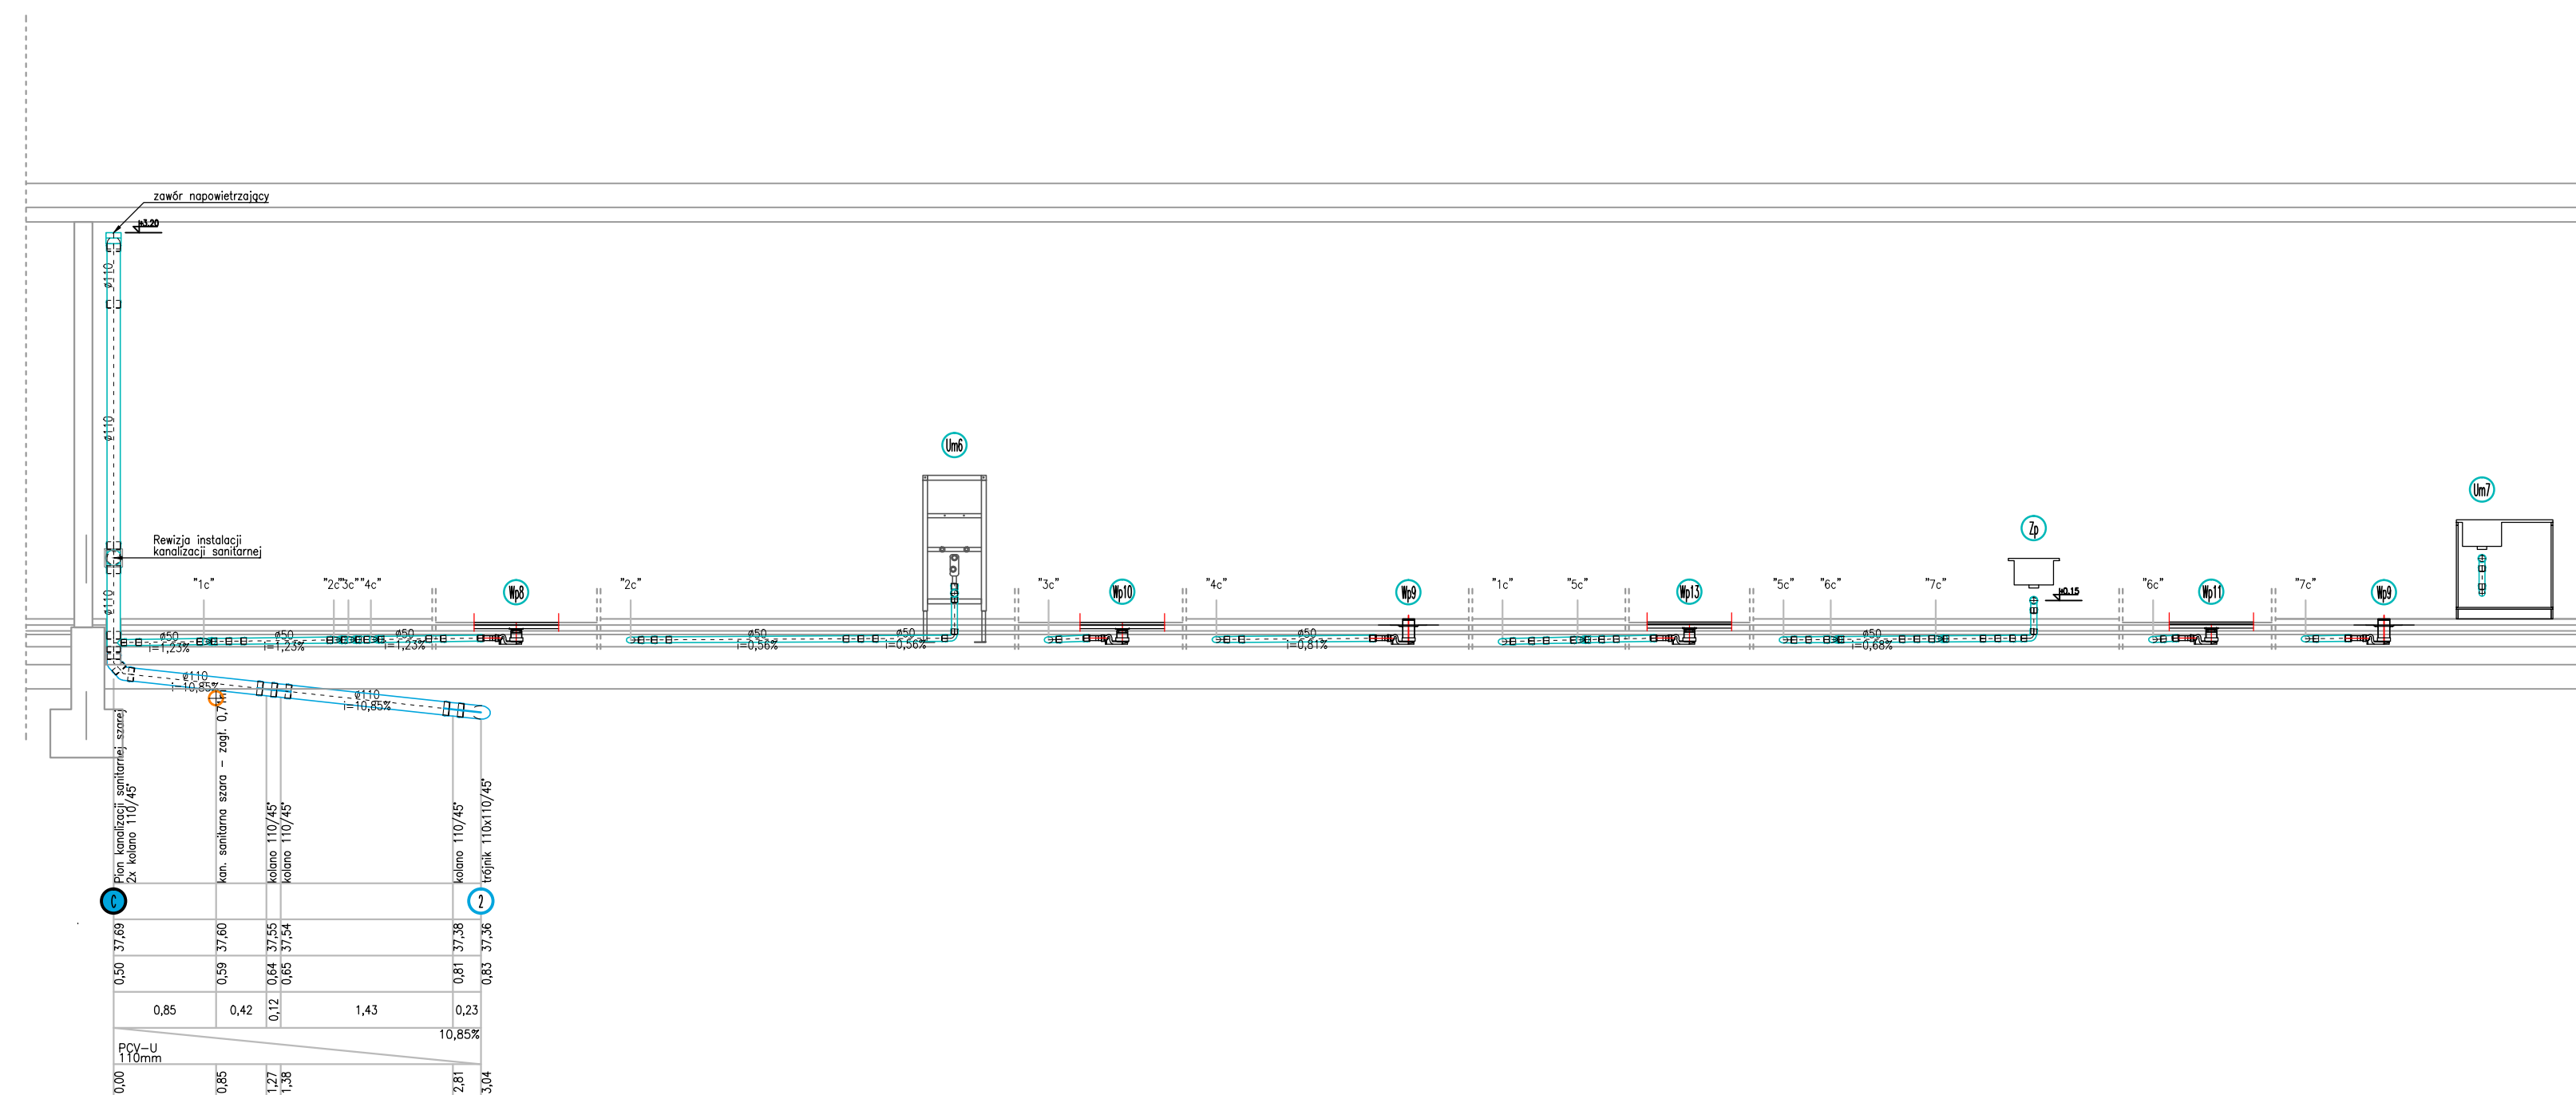 zawór napowietrzający
+3.20
ø110
ø110
Um6
Um7
Zp
Rewizja instalacji
kanalizacji sanitarnej
"1c"
"2c"
"3c"
"4c"
Wp8
"2c"
"3c"
Wp10
"4c"
Wp9
"1c"
"5c"
Wp13
"5c"
"6c"
"7c"
+0.15
"6c"
Wp11
"7c"
Wp9
ø110
ø50
i=1,23%
ø50
i=1,23%
ø50
i=1,23%
ø50
i=0,56%
ø50
i=0,56%
ø50
i=0,81%
ø50
i=0,68%
ø110
i=10,85%
ø110
i=10,85%
Pion kanalizacji sanitarnej szarej
2x kolano 110/45°
kan. sanitarna szara - zagł.
kolano 110/45°
kolano 110/45°
kolano 110/45°
trójnik 110x110/45°
C
2
37,69
37,60
37,55
37,54
37,38
37,36
0,50
0,59
0,64
0,65
0,81
0,83
0,85
0,42
0,12
1,43
0,23
10,85%
PCV-U
110mm
0,00
0,85
1,27
1,38
2,81
3,04